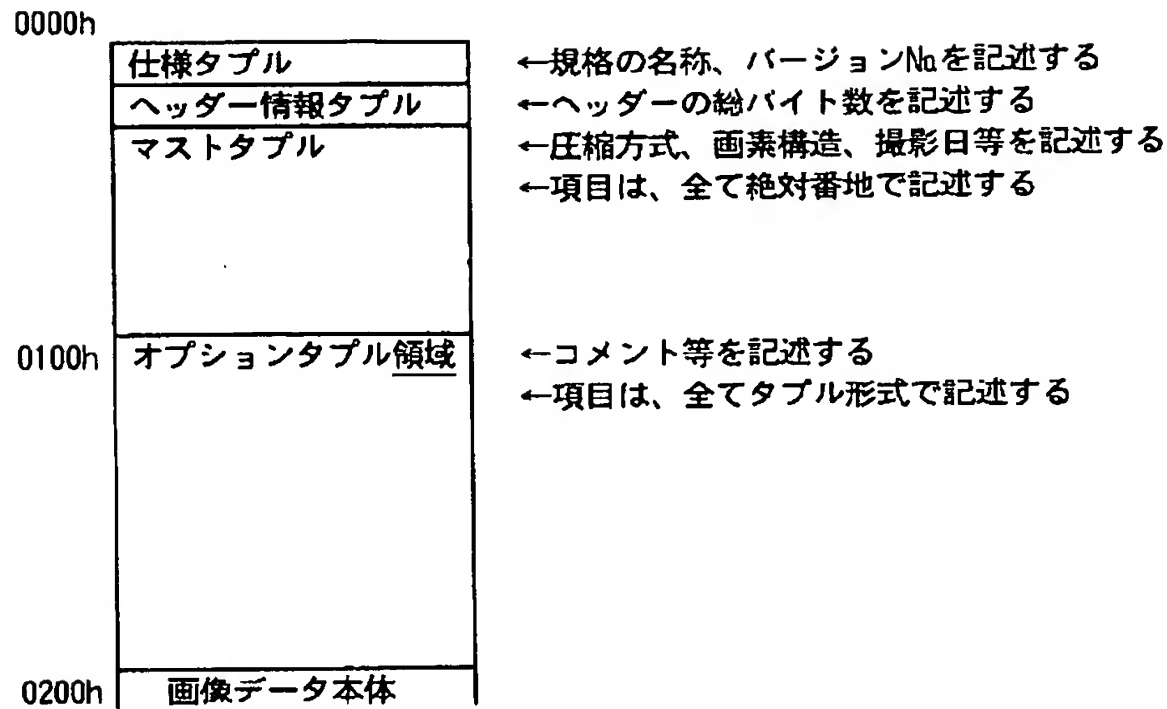 0000h
仕様タプル ←規格の名称、バージョン№を記述する
ヘッダー情報タプル ←ヘッダーの総バイト数を記述する
マストタプル ←圧縮方式、画素構造、撮影日等を記述する
←項目は、全て絶対番地で記述する
0100h オプションタプル領域 ←コメント等を記述する
←項目は、全てタプル形式で記述する
0200h 画像データ本体